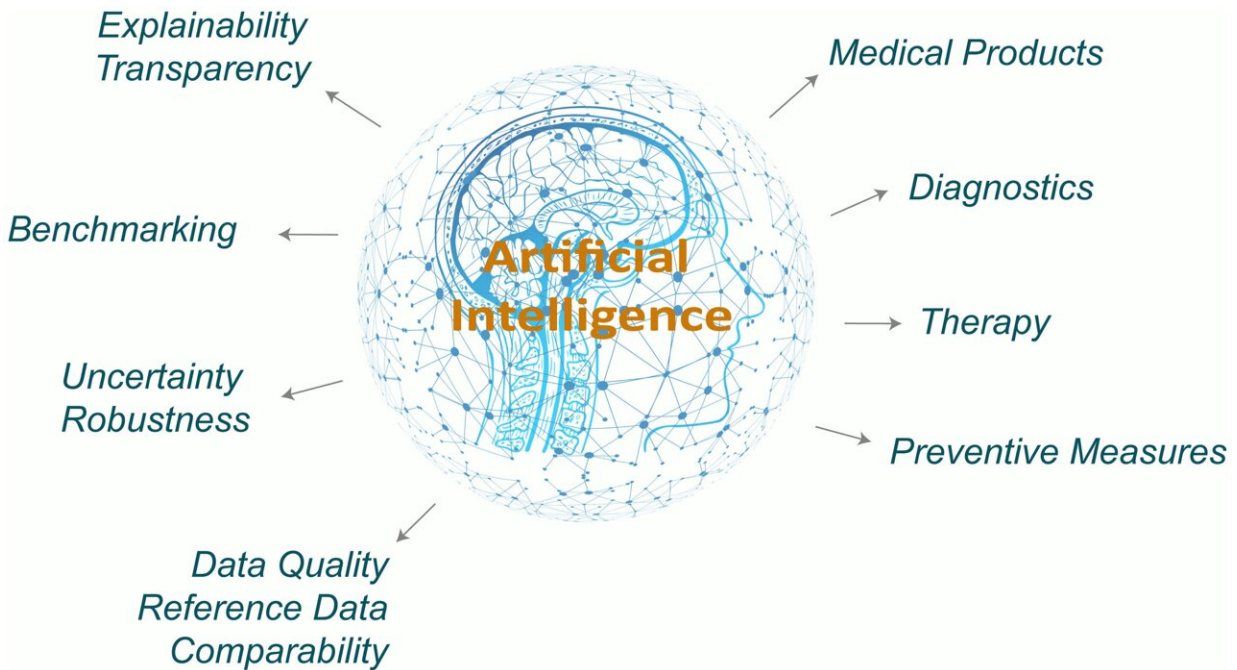 Explainability
Transparency
Medical Products
Benchmarking
Diagnostics
Artificial
Intelligence
Therapy
Uncertainty
Robustness
Preventive Measures
Data Quality
Reference Data
Comparability